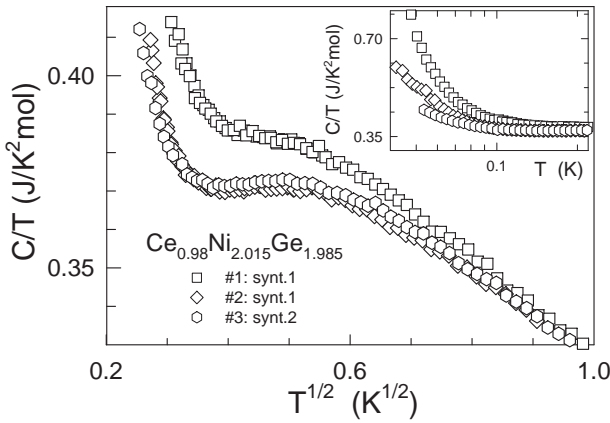 C/T (J/K²mol)
0.40
0.35
0.2
0.6
1.0
T^1/2 (K^1/2)
Ce0.98Ni2.015Ge1.985
#1: synt.1
#2: synt.1
#3: synt.2
C/T (J/K²mol)
0.70
0.35
0.1
T (K)